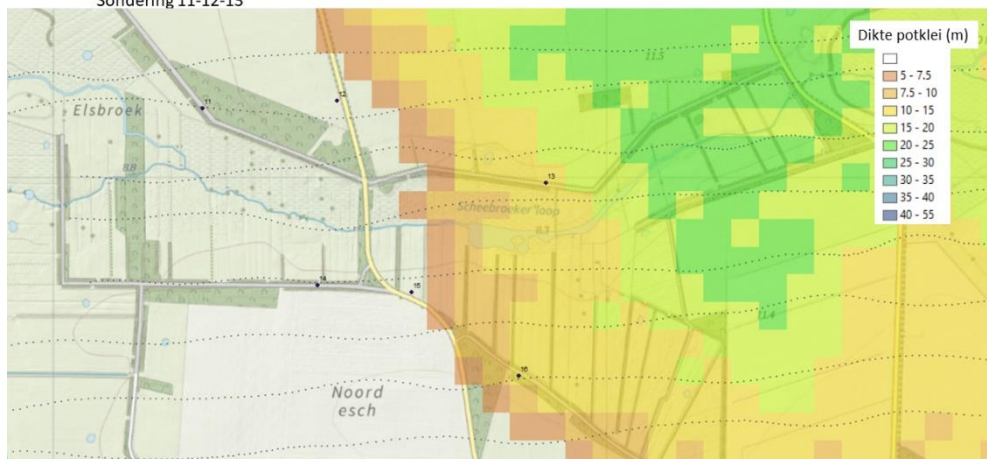 Sondering 11-12-13
Dikte potklei (m)
5 - 7.5
7.5 - 10
10 - 15
15 - 20
20 - 25
25 - 30
30 - 35
35 - 40
40 - 55
11.5
12
11
Elsbroek
8.8
13
Scheebroeker loop
8.3
14
15
11.4
16
Noord
esch